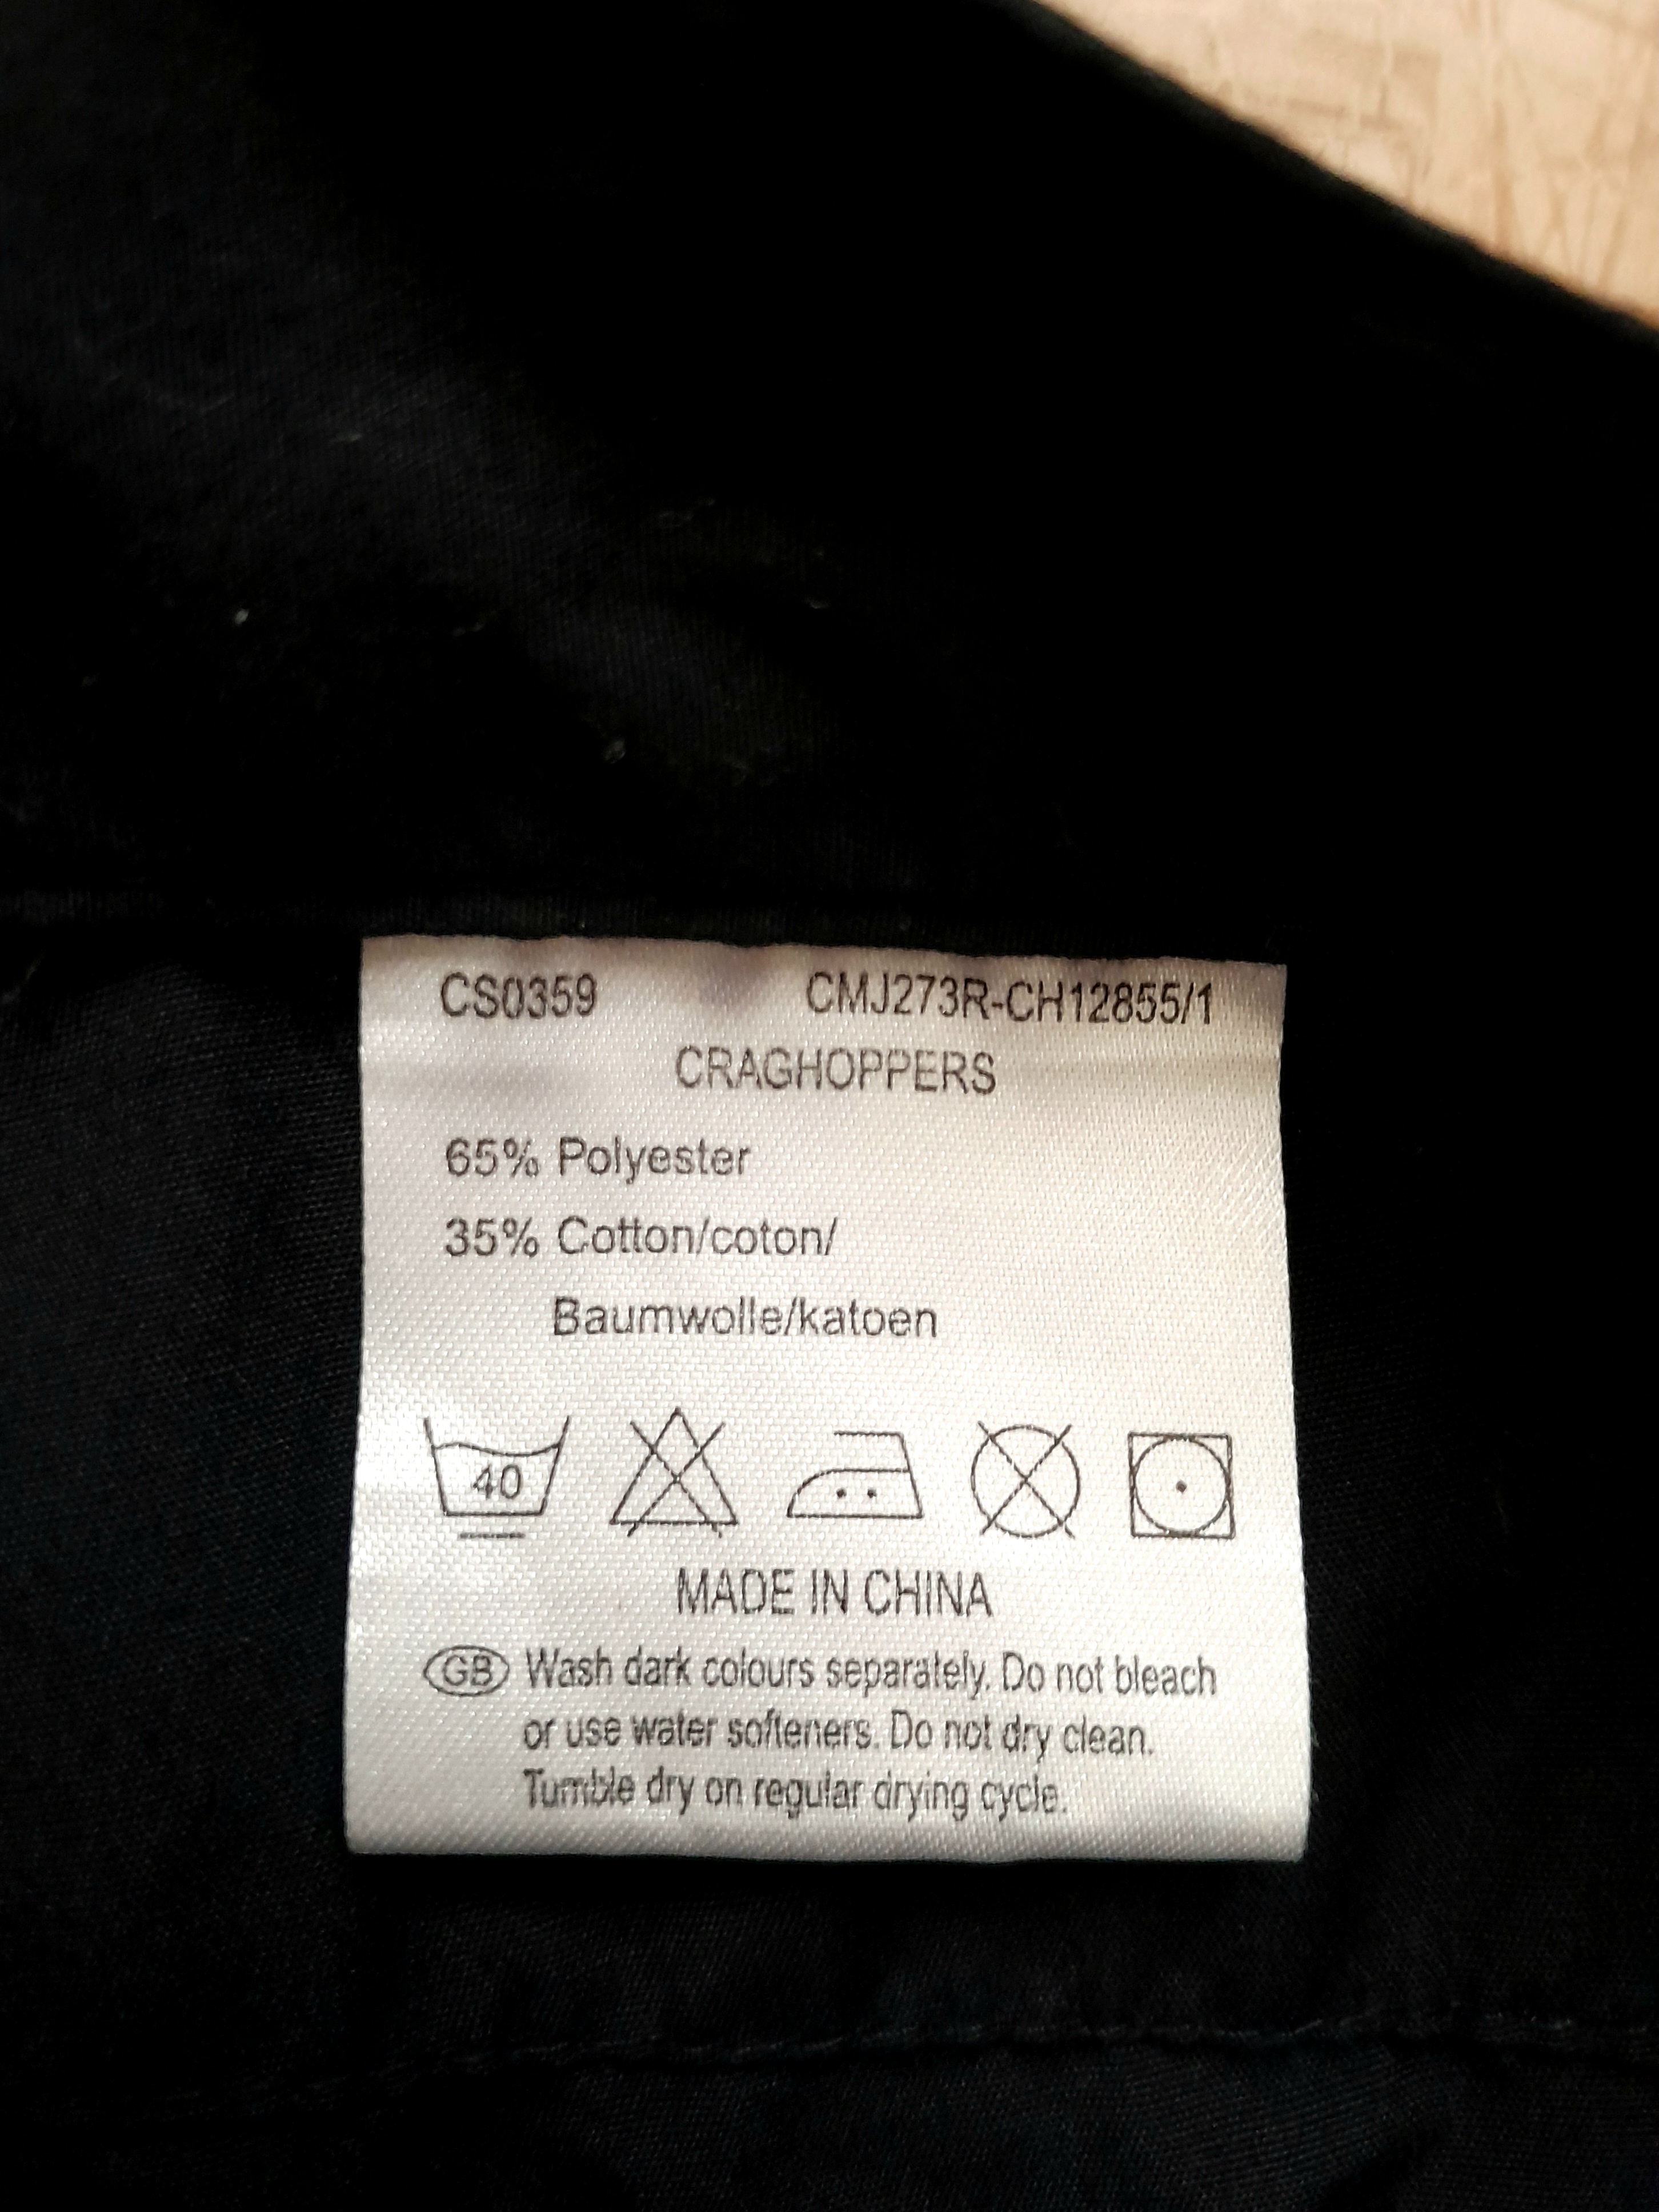 CS0359 CMJ273R-CH12855/1
CRAGHOPPERS
65% Polyester
35% Cotton/coton/
Baumwolle/katoen
40
MADE IN CHINA
GB Wash dark colours separately. Do not bleach
or use water softeners. Do not dry clean.
Tumble dry on regular drying cycle.